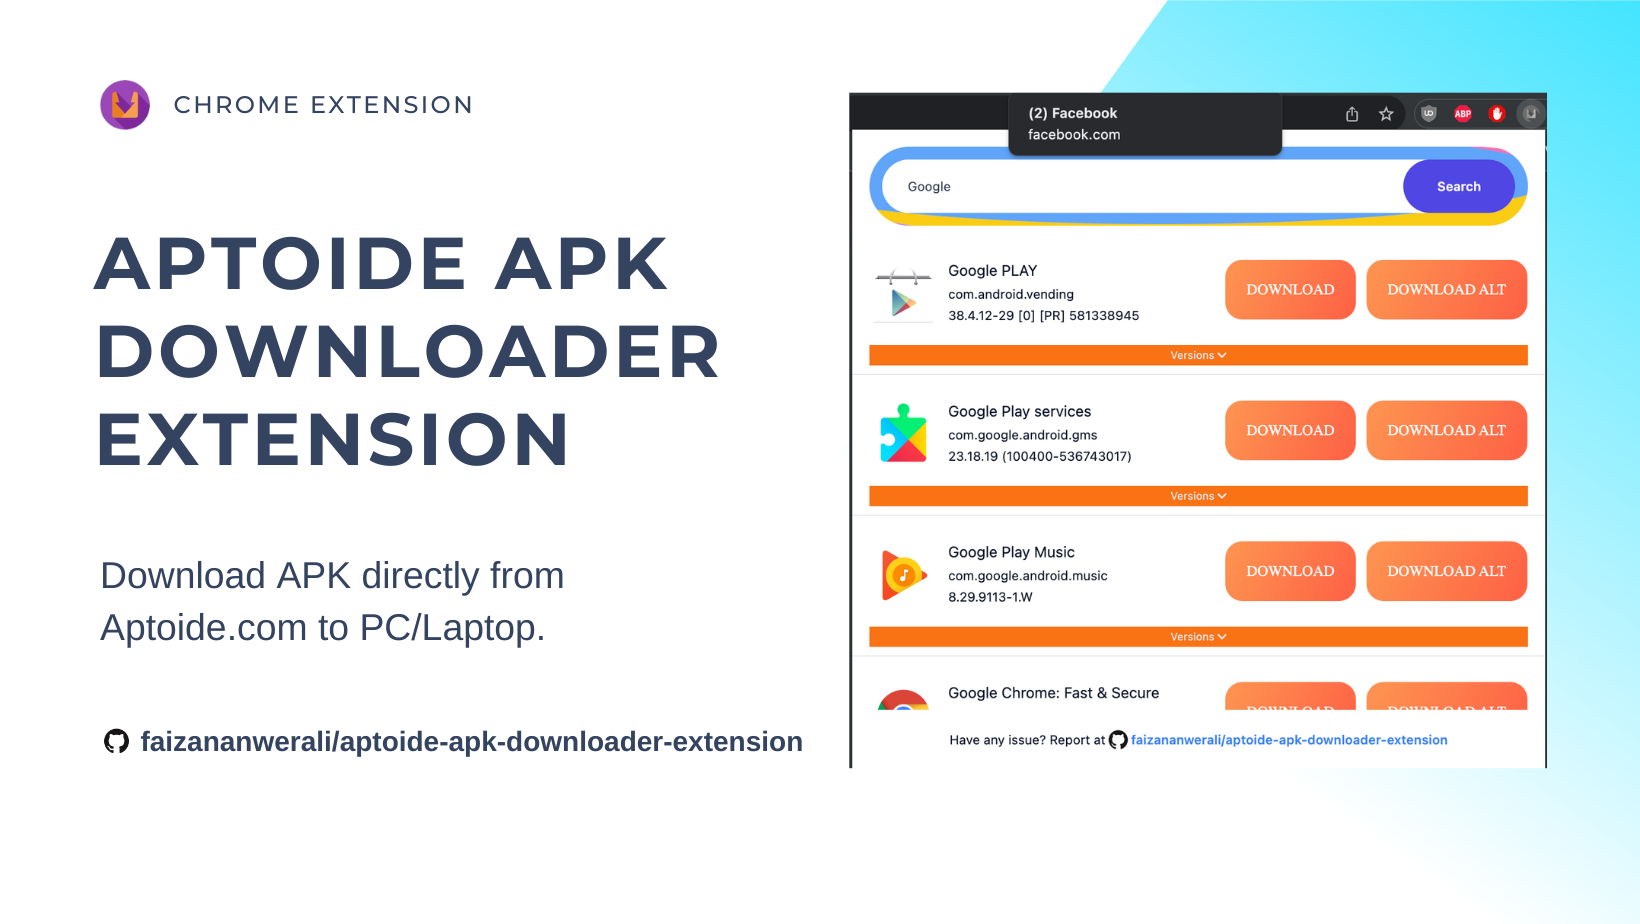 CHROME EXTENSION
APTOIDE APK
DOWNLOADER
EXTENSION
Download APK directly from
Aptoide.com to PC/Laptop.
faizananwerali/aptoide-apk-downloader-extension
(2) Facebook
facebook.com
UD
ABP
Google
Search
Google PLAY
com.android.vending
38.4.12-29 [0] [PR] 581338945
DOWNLOAD
DOWNLOAD ALT
Versions
Google Play services
com.google.android.gms
23.18.19 (100400-536743017)
DOWNLOAD
DOWNLOAD ALT
Versions
Google Play Music
com.google.android.music
8.29.9113-1.W
DOWNLOAD
DOWNLOAD ALT
Versions
Google Chrome: Fast & Secure
DOWNLOAD
DOWNLOAD ALT
Have any issue? Report at faizananwerali/aptoide-apk-downloader-extension